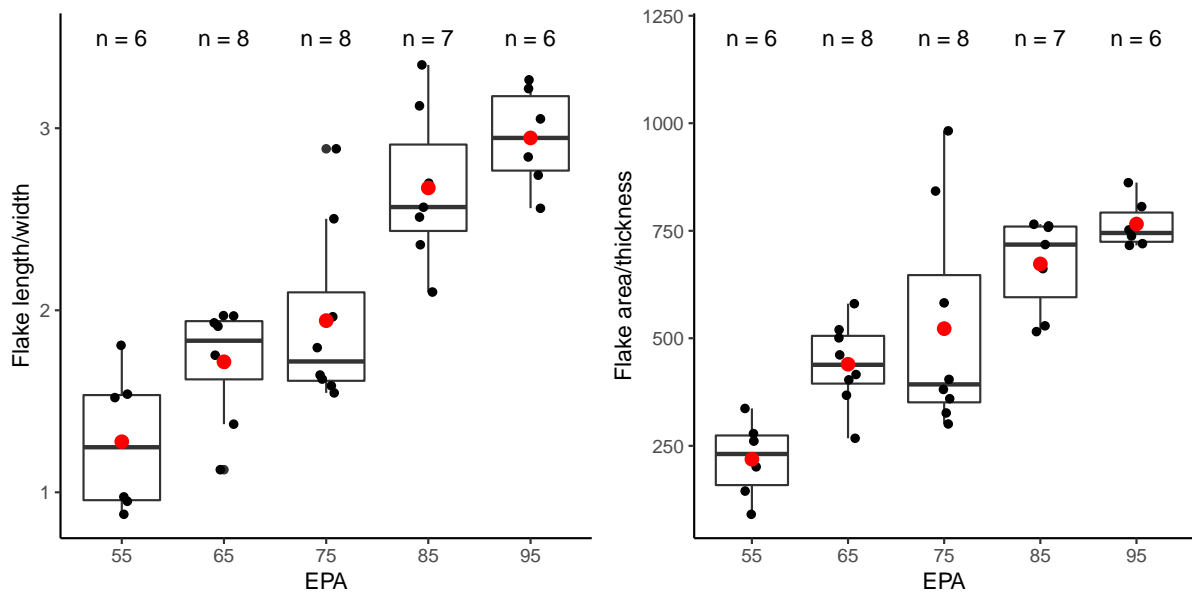 n = 6 n = 8 n = 8 n = 7 n = 6
3
2
1
Flake length/width
55 65 75 85 95
EPA
1250
n = 6 n = 8 n = 8 n = 7 n = 6
1000
750
500
250
Flake area/thickness
55 65 75 85 95
EPA